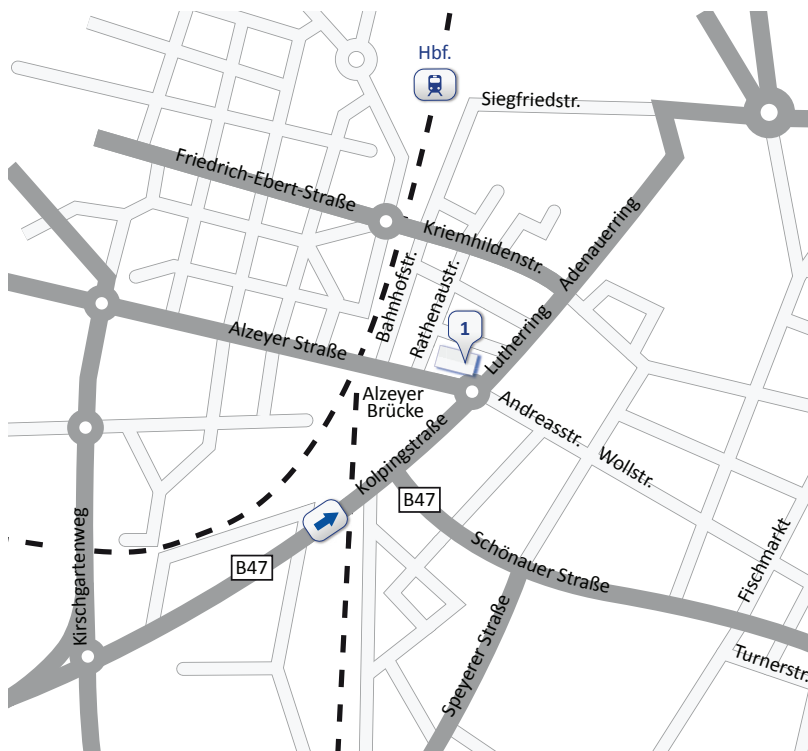 Hbf.
Siegfriedstr.
Friedrich-Ebert-Straße
Kriemhildenstr.
Adenauerring
Bahnhofstr.
Rathenaustr.
Alzeyer Straße
1
Lutherring
Alzeyer
Brücke
Andreasstr.
Kolpingstraße
Wollstr.
B47
Schönauer Straße
B47
Fischmarkt
Kirschgartenweg
Speyerer Straße
Turnerstr.